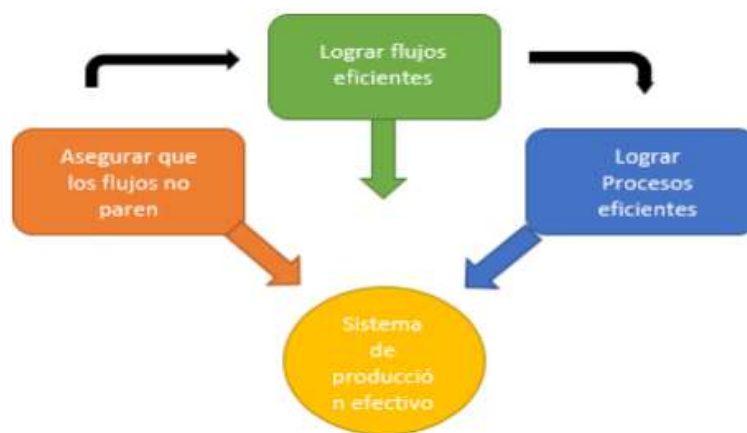 Lograr flujos
eficientes
Asegurar que
los flujos no
paren
Lograr
Procesos
eficientes
Sistema
de
producció
n efectivo